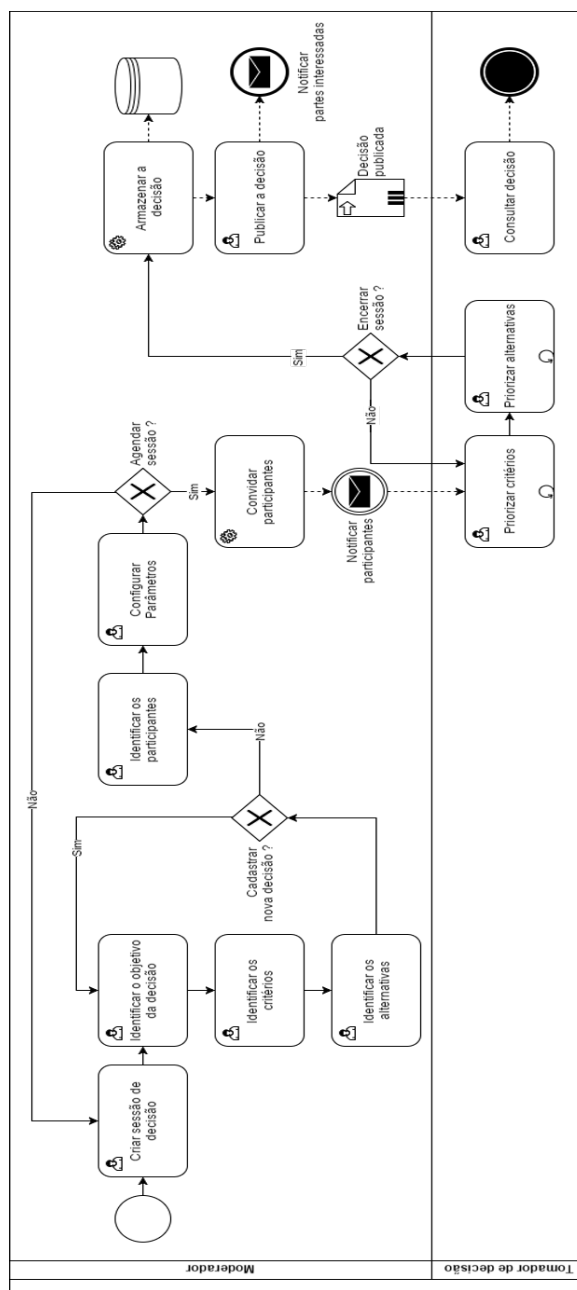 Moderador
Tomador de decisão
Criar sessão de
decisão
Identificar o objetivo
da decisão
Identificar os
critérios
Identificar os
alternativas
Cadastrar
nova decisão ?
Sim
Não
Identificar os
participantes
Configurar
Parâmetros
Agendar
sessão ?
Não
Sim
Convidar
participantes
Notificar
participantes
Priorizar critérios
Priorizar alternativas
Encerrar
sessão ?
Não
Sim
Armazenar a
decisão
Publicar a decisão
Notificar
partes interessadas
Decisão
publicada
Consultar decisão